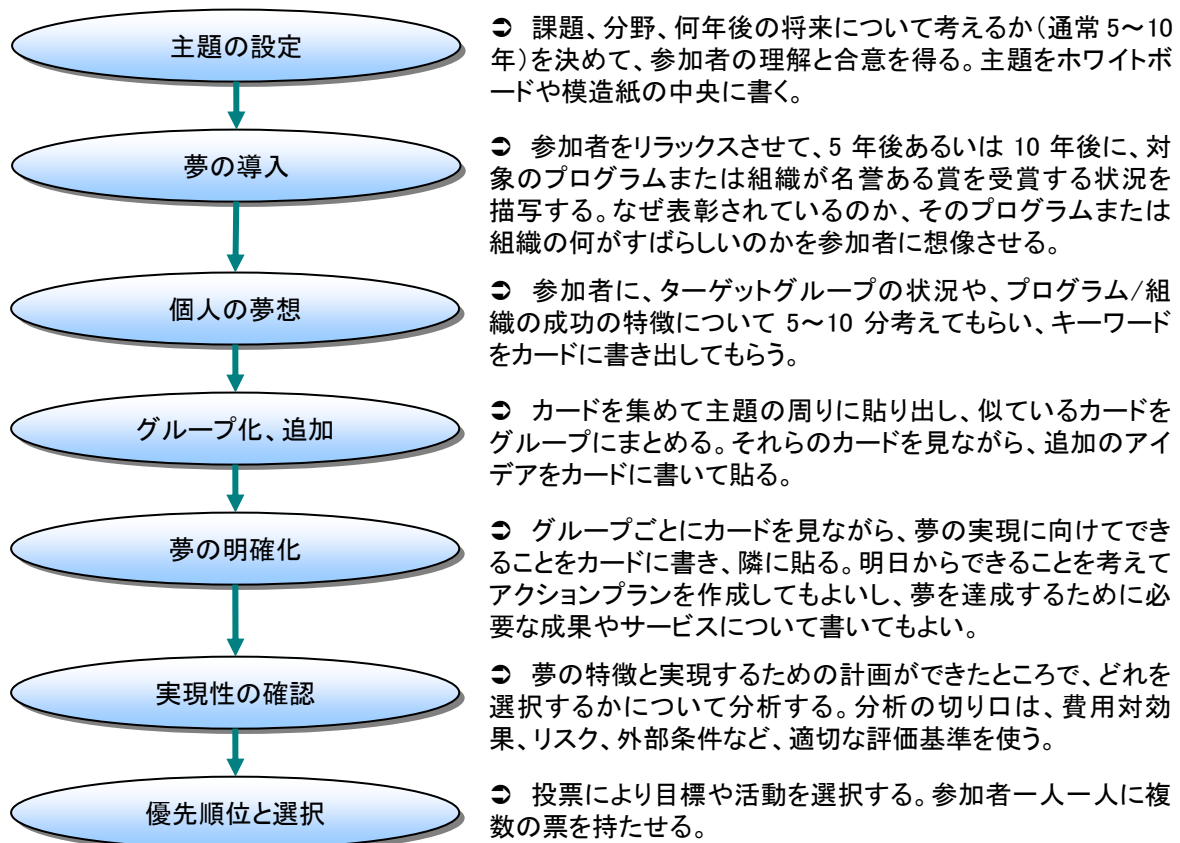 主題の設定
➲ 課題、分野、何年後の将来について考えるか（通常 5～10
年）を決めて、参加者の理解と合意を得る。主題をホワイトボ
ードや模造紙の中央に書く。
夢の導入
➲ 参加者をリラックスさせて、5 年後あるいは 10 年後に、対
象のプログラムまたは組織が名誉ある賞を受賞する状況を
描写する。なぜ表彰されているのか、そのプログラムまたは
組織の何がすばらしいのかを参加者に想像させる。
個人の夢想
➲ 参加者に、ターゲットグループの状況や、プログラム/組
織の成功の特徴について 5～10 分考えてもらい、キーワード
をカードに書き出してもらう。
グループ化、追加
➲ カードを集めて主題の周りに貼り出し、似ているカードを
グループにまとめる。それらのカードを見ながら、追加のアイ
デアをカードに書いて貼る。
夢の明確化
➲ グループごとにカードを見ながら、夢の実現に向けてでき
ることをカードに書き、隣に貼る。明日からできることを考えて
アクションプランを作成してもよいし、夢を達成するために必
要な成果やサービスについて書いてもよい。
実現性の確認
➲ 夢の特徴と実現するための計画ができたところで、どれを
選択するかについて分析する。分析の切り口は、費用対効
果、リスク、外部条件など、適切な評価基準を使う。
優先順位と選択
➲ 投票により目標や活動を選択する。参加者一人一人に複
数の票を持たせる。